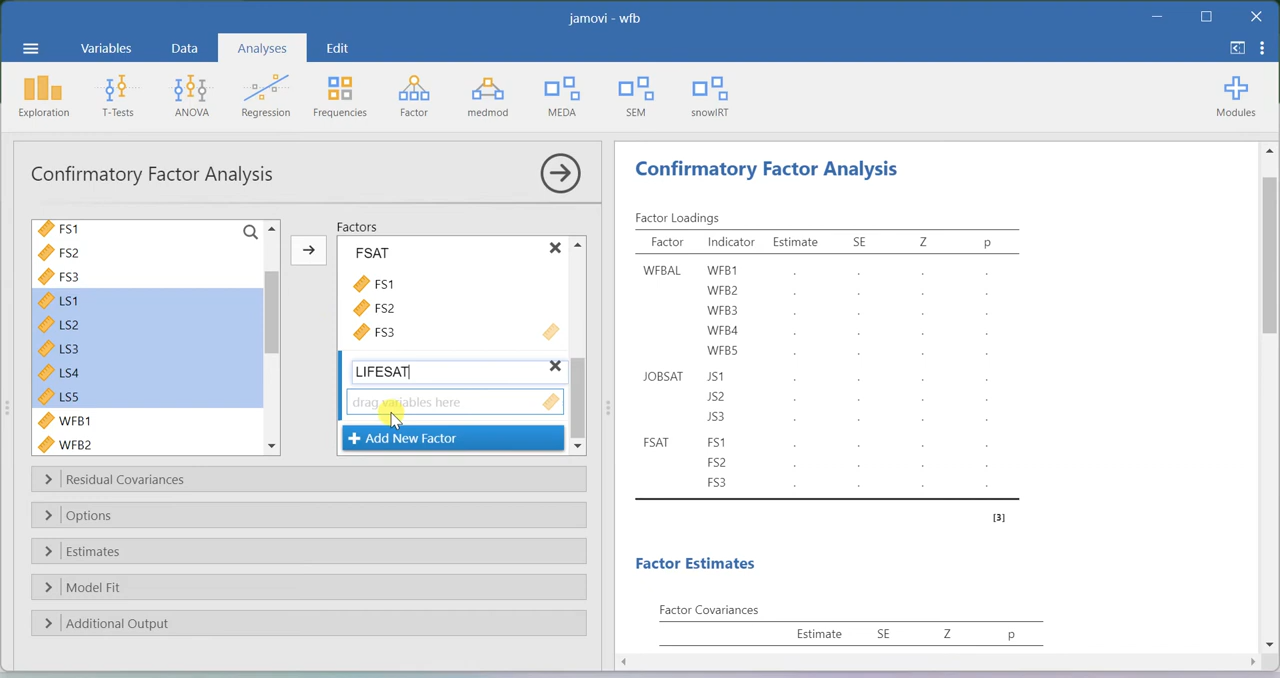 jamovi - wfb
Variables Data Analyses Edit
Exploration T-Tests ANOVA Regression Frequencies Factor medmod MEDA SEM snowIRT Modules
Confirmatory Factor Analysis
FS1
FS2
FS3
LS1
LS2
LS3
LS4
LS5
WFB1
WFB2
Factors
FSAT
FS1
FS2
FS3
LIFESAT
drag variables here
Add New Factor
Residual Covariances
Options
Estimates
Model Fit
Additional Output
Confirmatory Factor Analysis
Factor Loadings
Factor Indicator Estimate SE Z p
WFBAL WFB1 . . . .
WFB2 . . . .
WFB3 . . . .
WFB4 . . . .
WFB5 . . . .
JOBSAT JS1 . . . .
JS2 . . . .
JS3 . . . .
FSAT FS1 . . . .
FS2 . . . .
FS3 . . . .
[3]
Factor Estimates
Factor Covariances
Estimate SE Z p